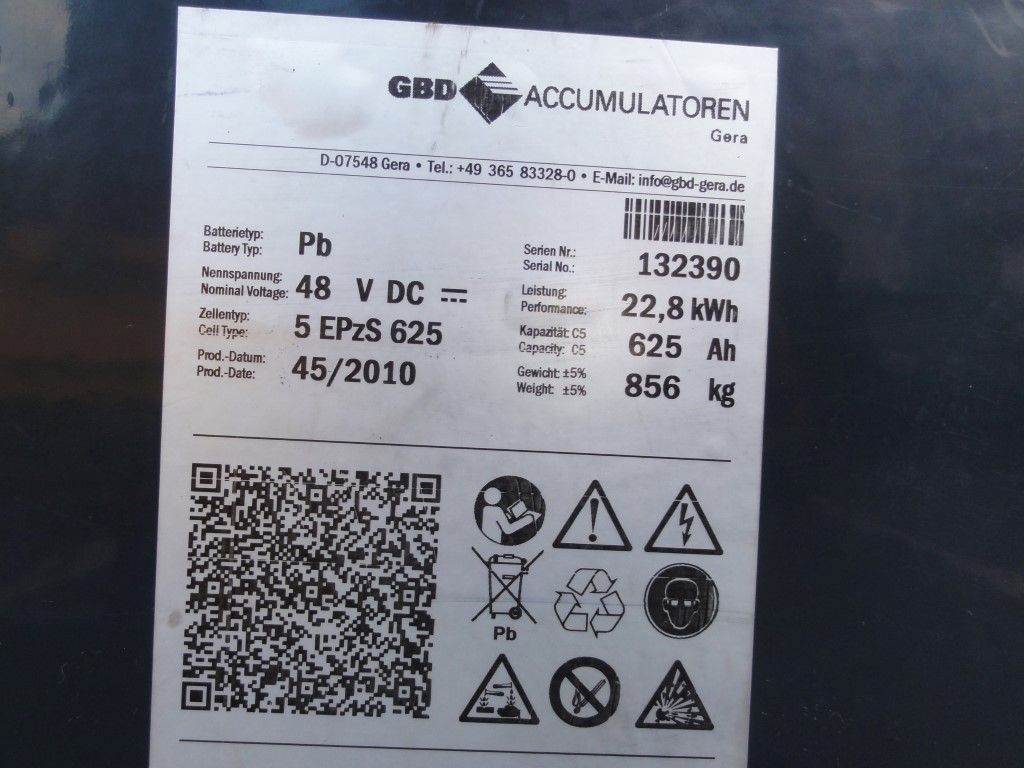 GBD ACCUMULATOREN
Gera
D-07548 Gera • Tel.: +49 365 83328-0 • E-Mail: info@gbd-gera.de
Batterietyp:
Battery Typ: Pb
Nennspannung:
Nominal Voltage: 48 V DC
Zellentyp:
Cell Type: 5 EPzS 625
Prod.-Datum:
Prod.-Date: 45/2010
Serien Nr.:
Serial No.: 132390
Leistung:
Performance: 22,8 kWh
Kapazität: C5
Capacity: C5 625 Ah
Gewicht: ±5%
Weight: ±5% 856 kg
Pb